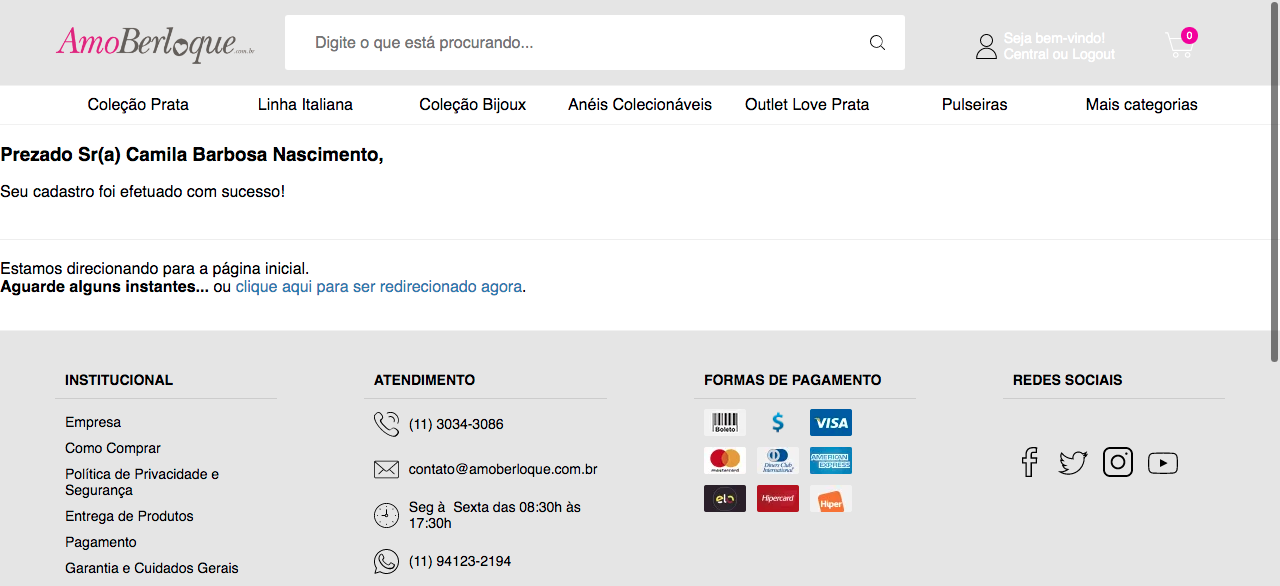 AmoBerloque.com.br
Digite o que está procurando...
Seja bem-vindo!
Central ou Logout
0
Coleção Prata
Linha Italiana
Coleção Bijoux
Anéis Colecionáveis
Outlet Love Prata
Pulseiras
Mais categorias
Prezado Sr(a) Camila Barbosa Nascimento,
Seu cadastro foi efetuado com sucesso!
Estamos direcionando para a página inicial.
Aguarde alguns instantes... ou clique aqui para ser redirecionado agora.
INSTITUCIONAL
Empresa
Como Comprar
Política de Privacidade e
Segurança
Entrega de Produtos
Pagamento
Garantia e Cuidados Gerais
ATENDIMENTO
(11) 3034-3086
contato@amoberloque.com.br
Seg à  Sexta das 08:30h às
17:30h
(11) 94123-2194
FORMAS DE PAGAMENTO
Boleto
$
VISA
mastercard
Diners Club
International
AMERICAN
EXPRESS
elo
Hipercard
Hiper
REDES SOCIAIS